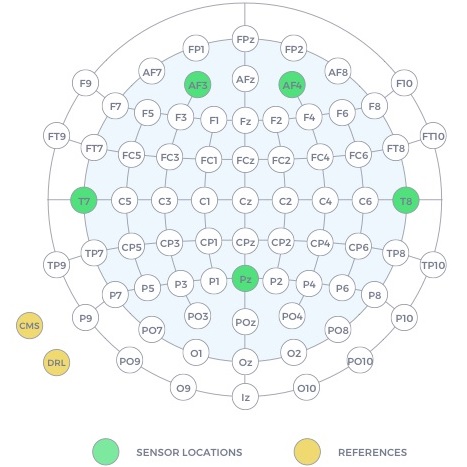 FPz
FP1 FP2
AF7 AF8
F9 AF3 AFz AF4 F10
F7 F5 F3 F1 Fz F2 F4 F6 F8
FT9 FT10
FT7 FC5 FC3 FC1 FCz FC2 FC4 FC6 FT8
T7 C5 C3 C1 Cz C2 C4 C6 T8
TP7 CP5 CP3 CP1 CPz CP2 CP4 CP6 TP8
TP9 TP10
P7 P5 P3 P1 Pz P2 P4 P6 P8
P9 PO3 POz PO4 P10
CMS PO7 PO8
DRL PO9 O1 Oz O2 PO10
O9 Iz O10
SENSOR LOCATIONS REFERENCES